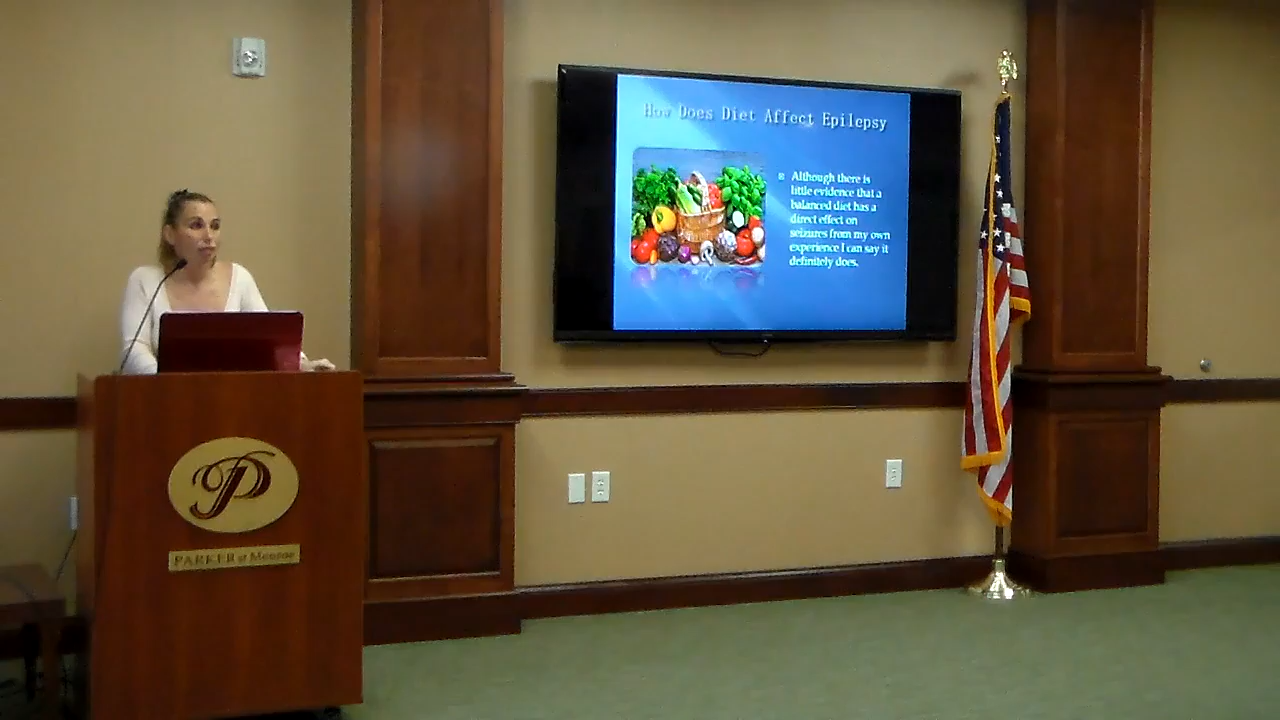 How Does Diet Affect Epilepsy
Although there is
little evidence that a
balanced diet has a
direct effect on
seizures from my own
experience I can say it
definitely does.
P
PARKER at Monroe